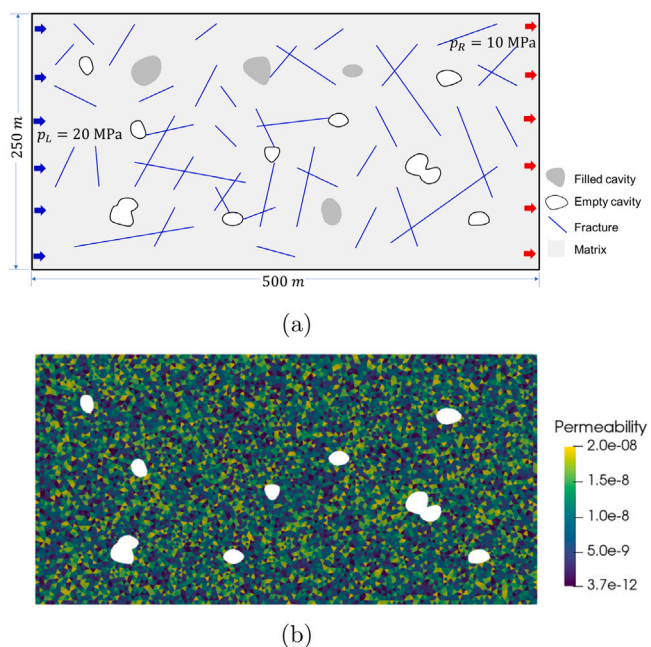 p_R = 10 MPa
250 m
p_L = 20 MPa
Filled cavity
Empty cavity
Fracture
Matrix
500 m
(a)
Permeability
2.0e-08
1.5e-8
1.0e-8
5.0e-9
3.7e-12
(b)